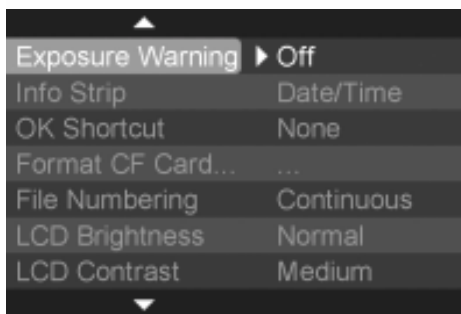 Exposure Warning Off
Info Strip Date/Time
OK Shortcut None
Format CF Card... ...
File Numbering Continuous
LCD Brightness Normal
LCD Contrast Medium